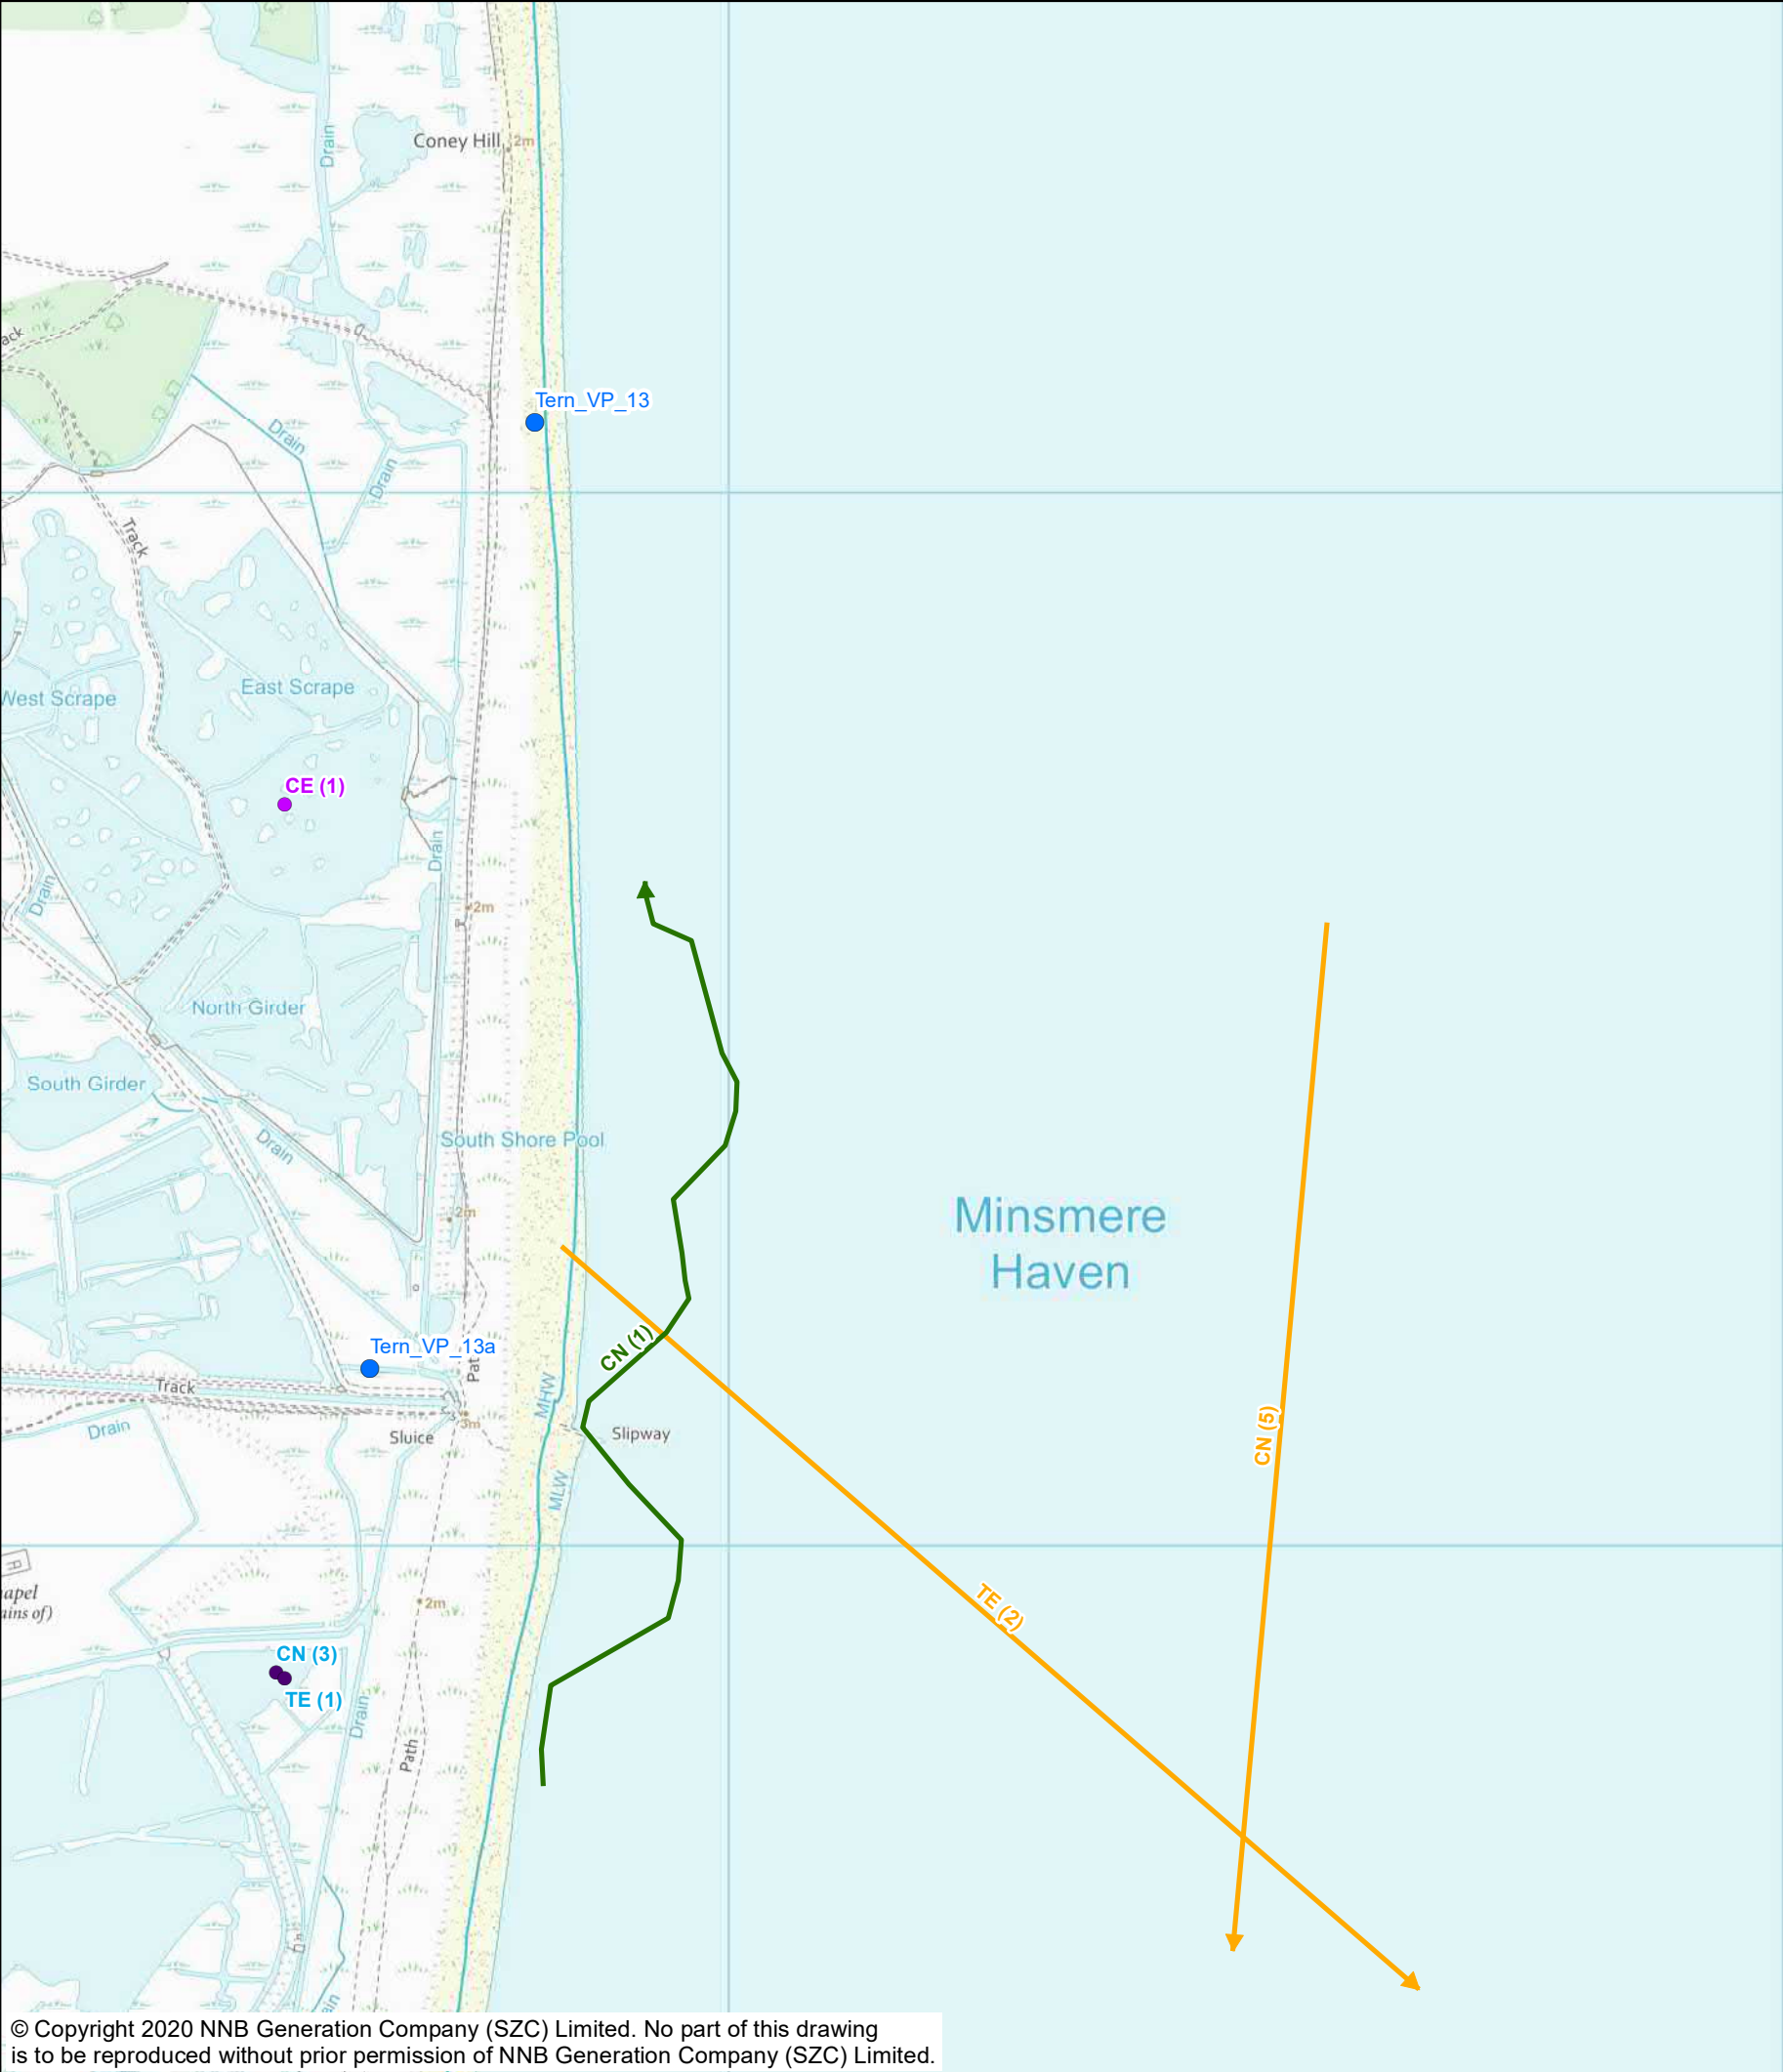 Drain
Coney Hill
2m
Tern_VP_13
Drain
Drain
Track
East Scrape
West Scrape
CE (1)
Drain
Drain
2m
North Girder
South Girder
Drain
South Shore Pool
Minsmere
Haven
2m
CN (1)
Tern_VP_13a
Track
MHW
3m
Drain
Sluice
Slipway
CN (5)
MLW
2m
TE (2)
CN (3)
TE (1)
Drain
Path
© Copyright 2020 NNB Generation Company (SZC) Limited. No part of this drawing
is to be reproduced without prior permission of NNB Generation Company (SZC) Limited.